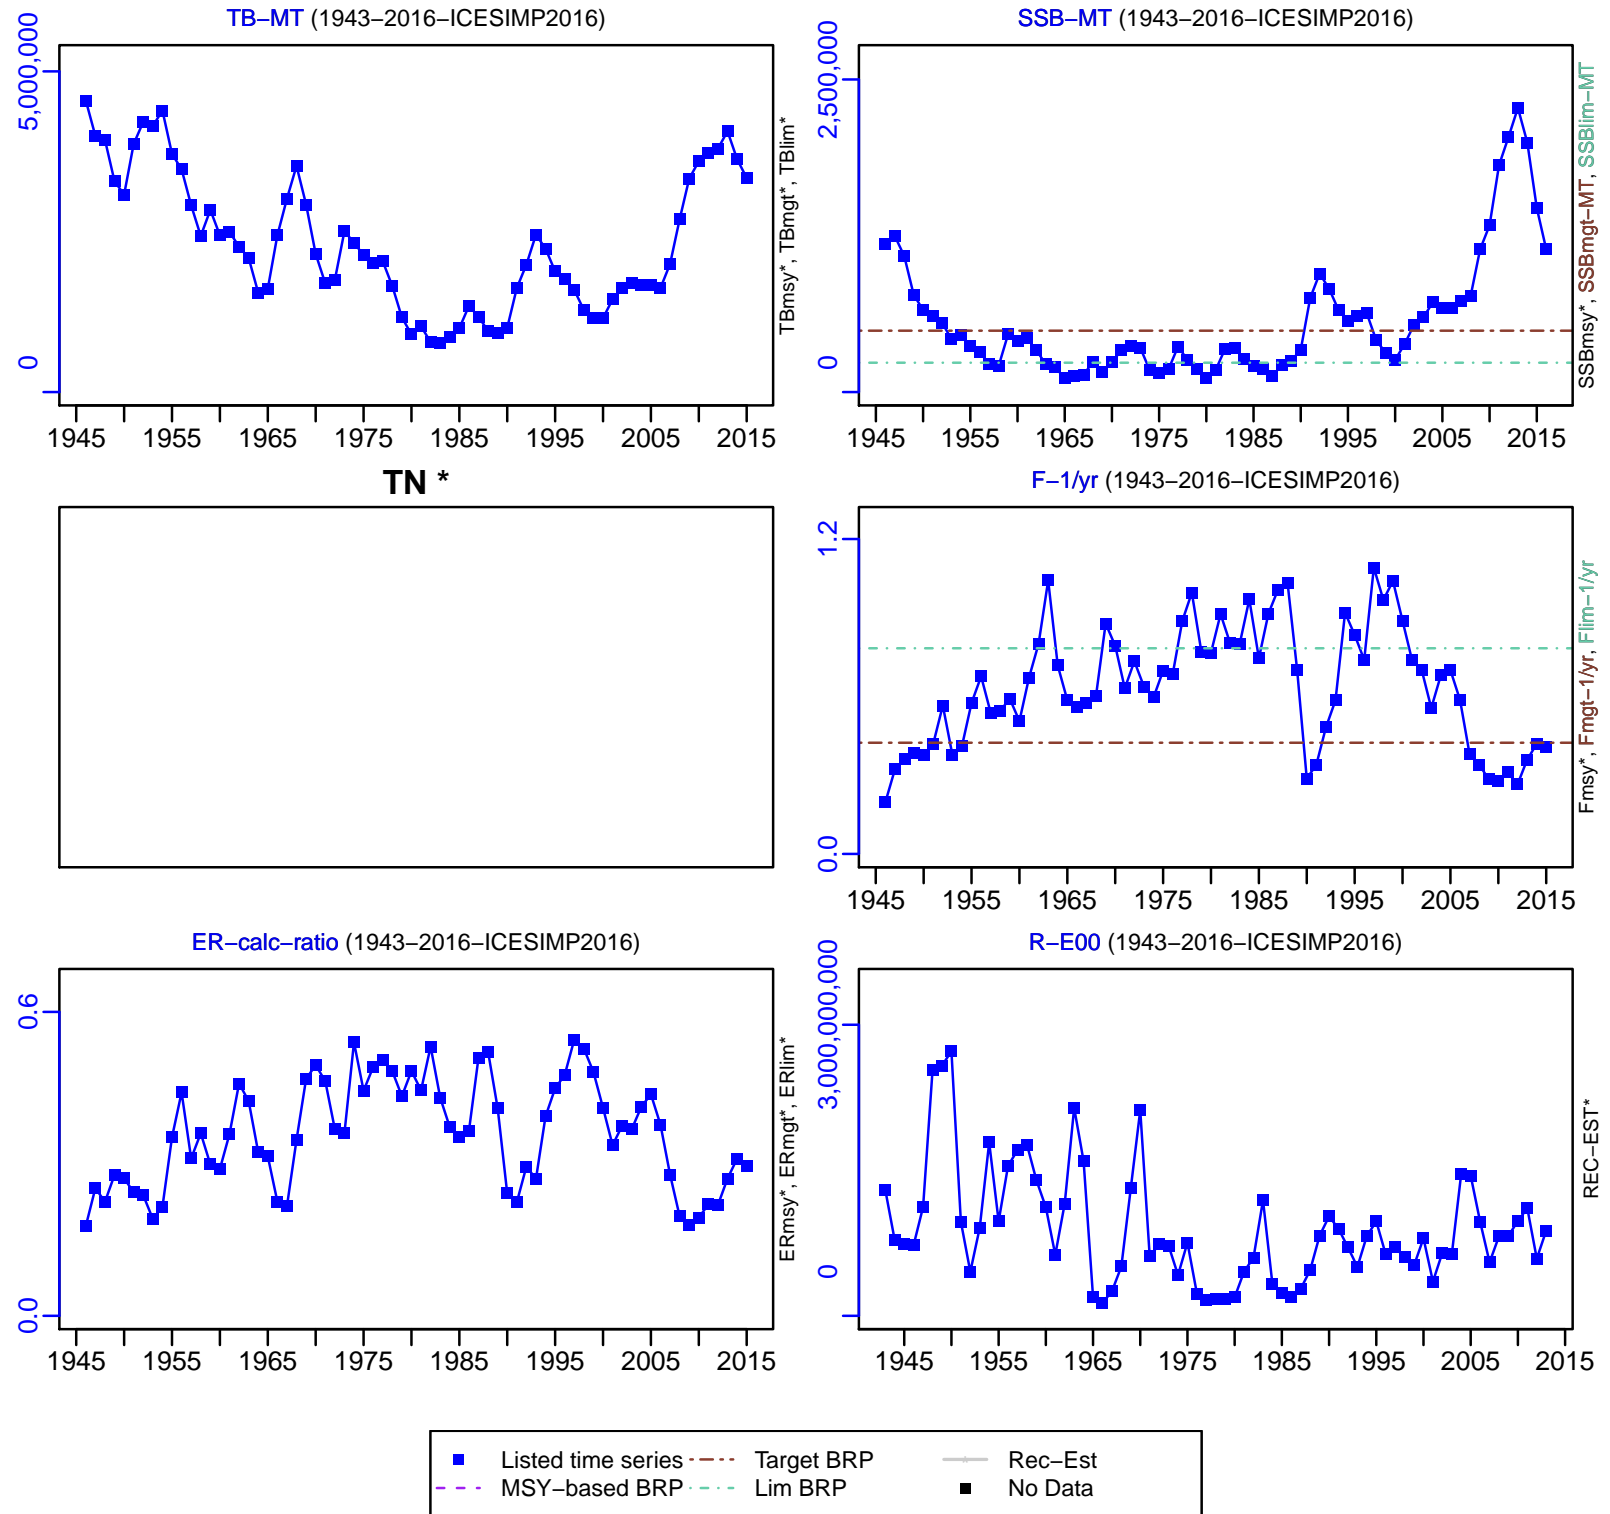 TB−MT (1943−2016−ICESIMP2016)
5,000,000
0
1945 1955 1965 1975 1985 1995 2005 2015
TBmsy*, TBmgt*, TBlim*
SSB−MT (1943−2016−ICESIMP2016)
2,500,000
0
1945 1955 1965 1975 1985 1995 2005 2015
SSBmsy*, SSBmgt−MT, SSBlim−MT
TN *
F−1/yr (1943−2016−ICESIMP2016)
1.2
0.0
1945 1955 1965 1975 1985 1995 2005 2015
Fmsy*, Fmgt−1/yr, Flim−1/yr
ER−calc−ratio (1943−2016−ICESIMP2016)
0.6
0.0
1945 1955 1965 1975 1985 1995 2005 2015
ERmsy*, ERmgt*, ERlim*
R−E00 (1943−2016−ICESIMP2016)
3,000,000,000
0
1945 1955 1965 1975 1985 1995 2005 2015
REC−EST*
Listed time series Target BRP Rec−Est
MSY−based BRP Lim BRP No Data